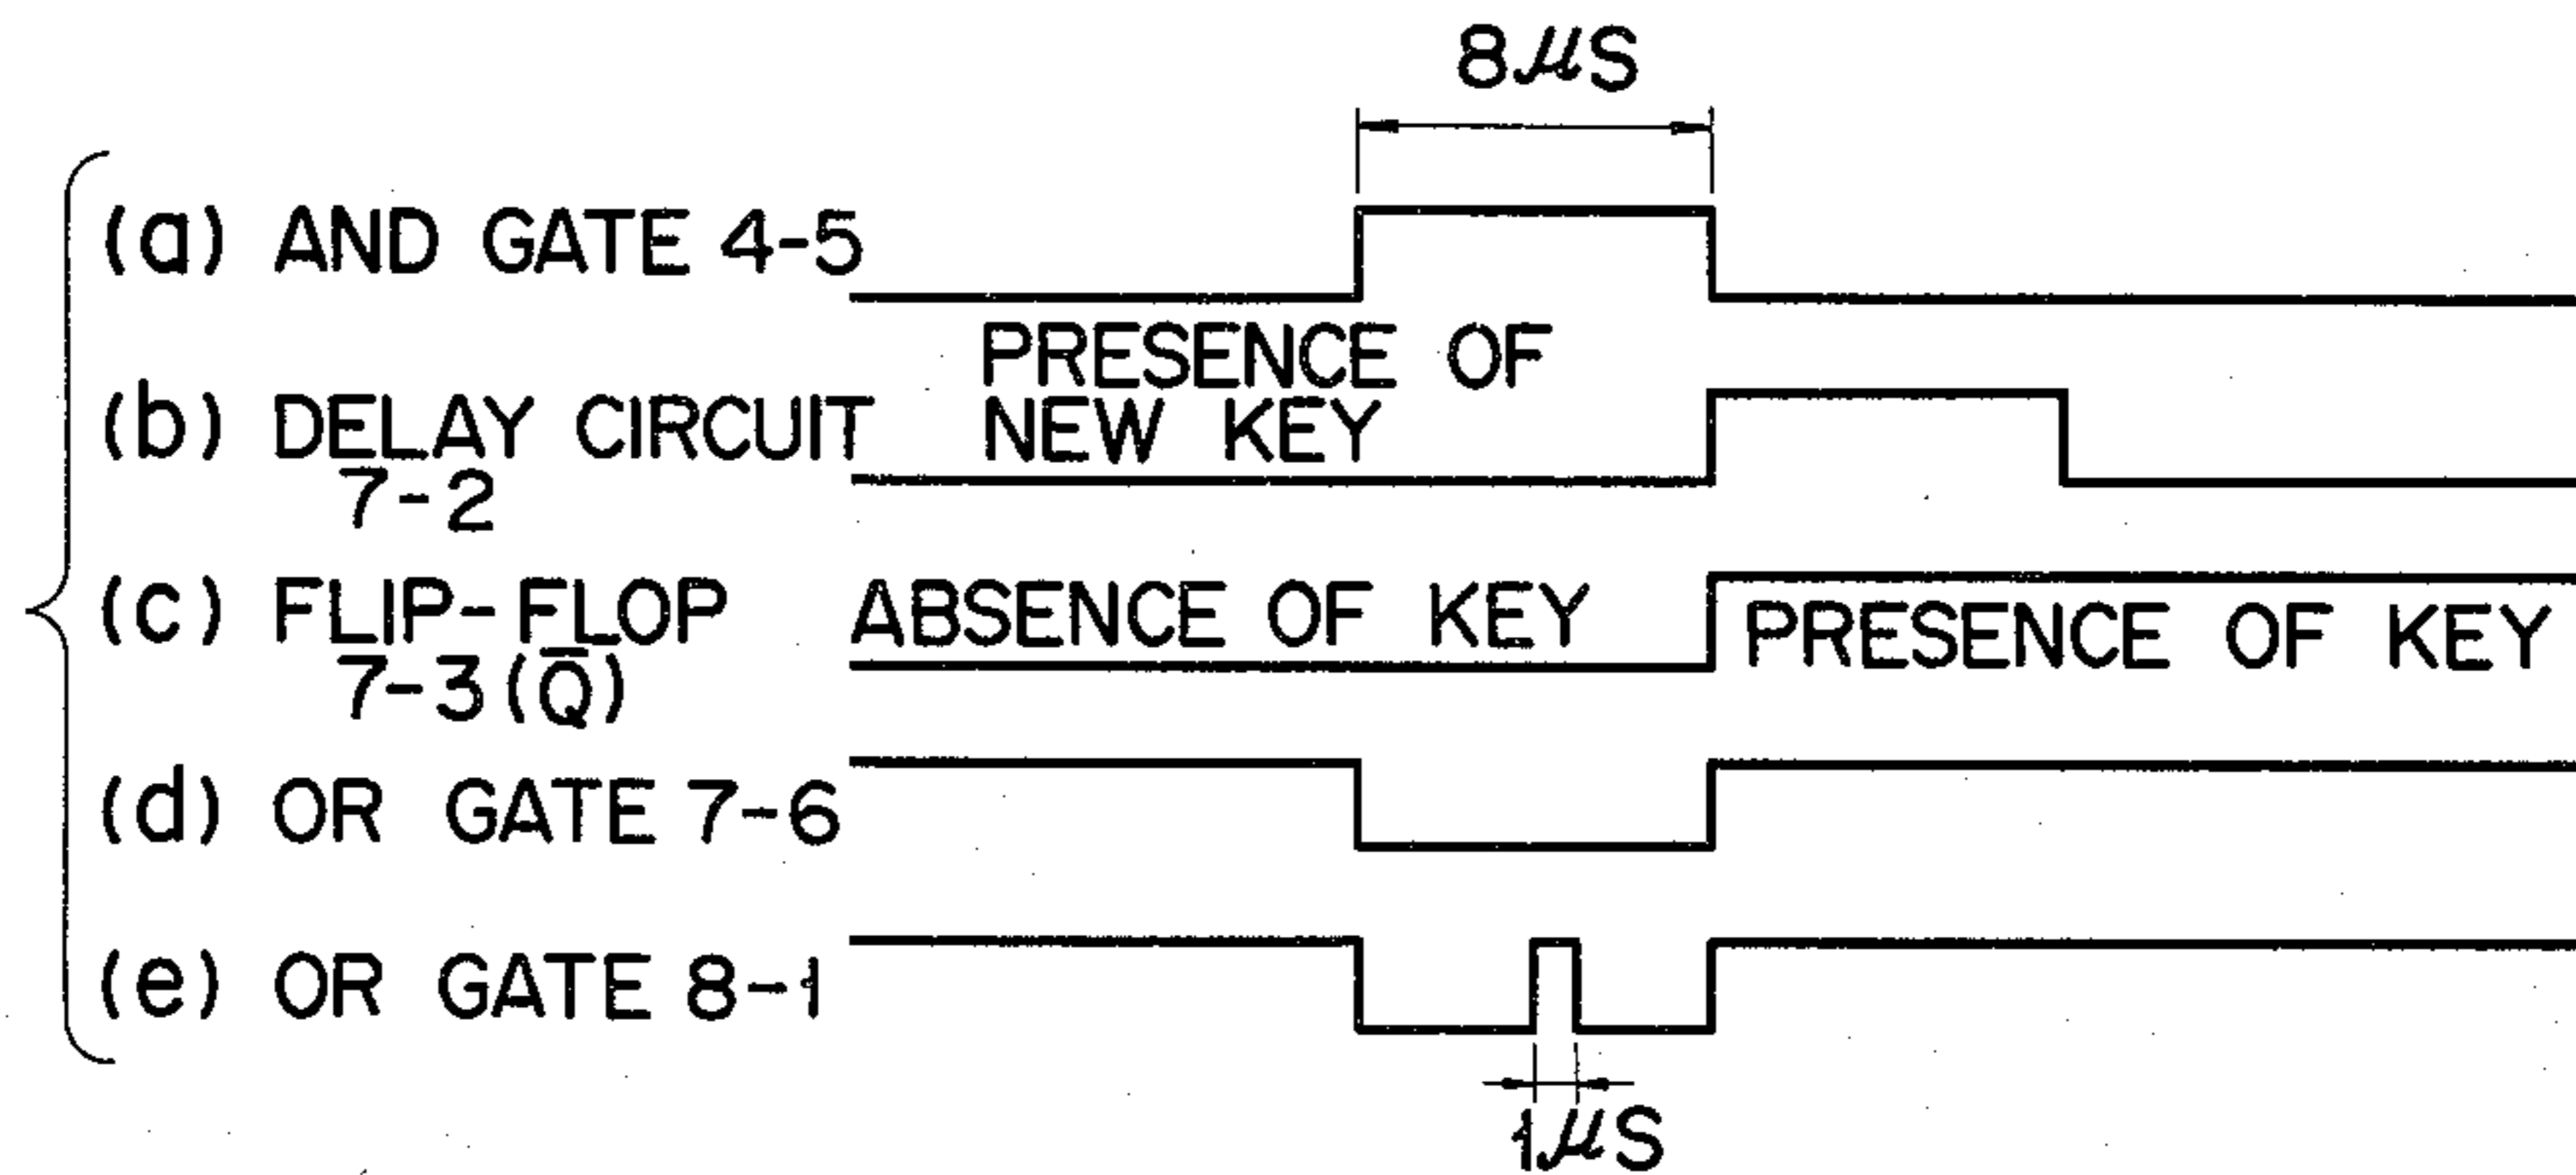 8μS
(a) AND GATE 4-5
PRESENCE OF
NEW KEY
(b) DELAY CIRCUIT
7-2
(c) FLIP-FLOP
7-3(Q̅)
ABSENCE OF KEY
PRESENCE OF KEY
(d) OR GATE 7-6
(e) OR GATE 8-1
1μS